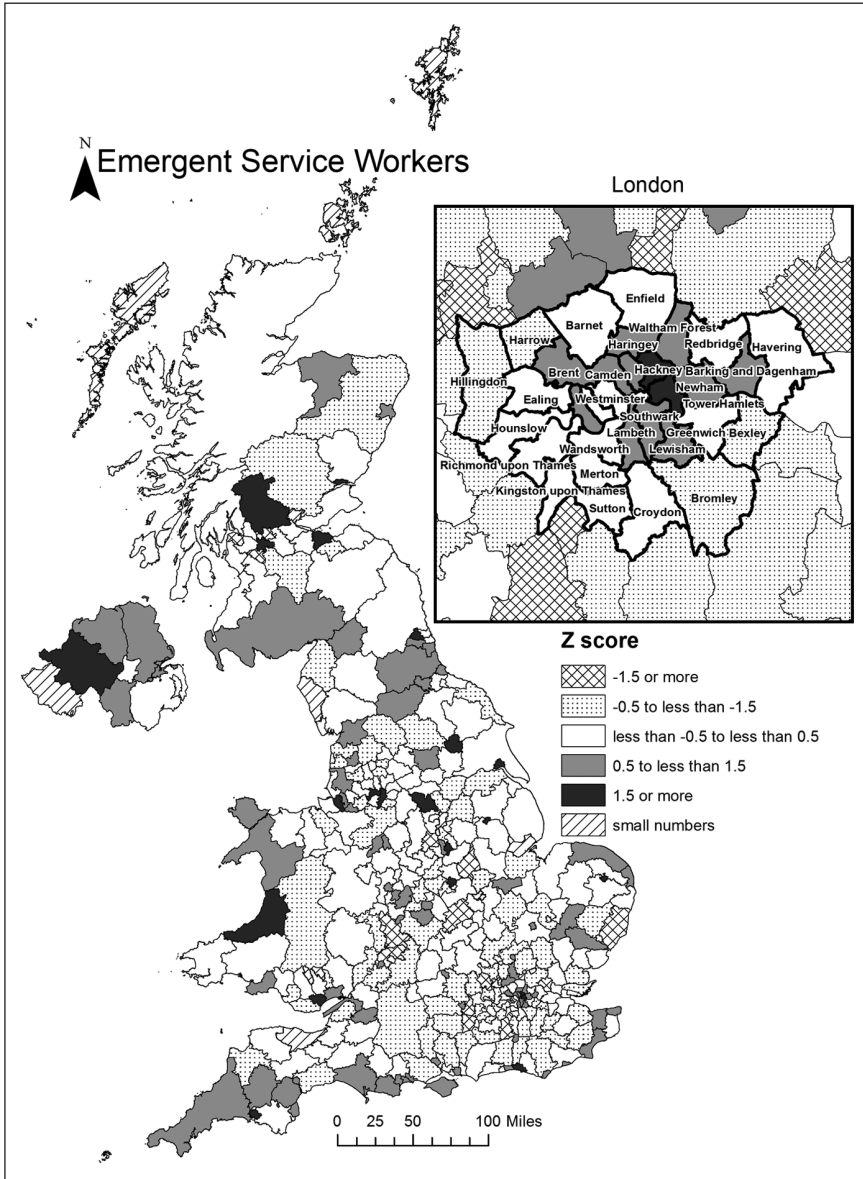 N
Emergent Service Workers
London
Enfield
Barnet
Waltham Forest
Harrow
Haringey
Redbridge
Havering
Hackney
Brent
Camden
Barking and Dagenham
Hillingdon
Newham
Ealing
Westminster
Tower Hamlets
Southwark
Hounslow
Lambeth
Greenwich
Bexley
Wandsworth
Lewisham
Richmond upon Thames
Merton
Kingston upon Thames
Bromley
Sutton
Croydon
Z score
-1.5 or more
-0.5 to less than -1.5
less than -0.5 to less than 0.5
0.5 to less than 1.5
1.5 or more
small numbers
0 25 50 100 Miles